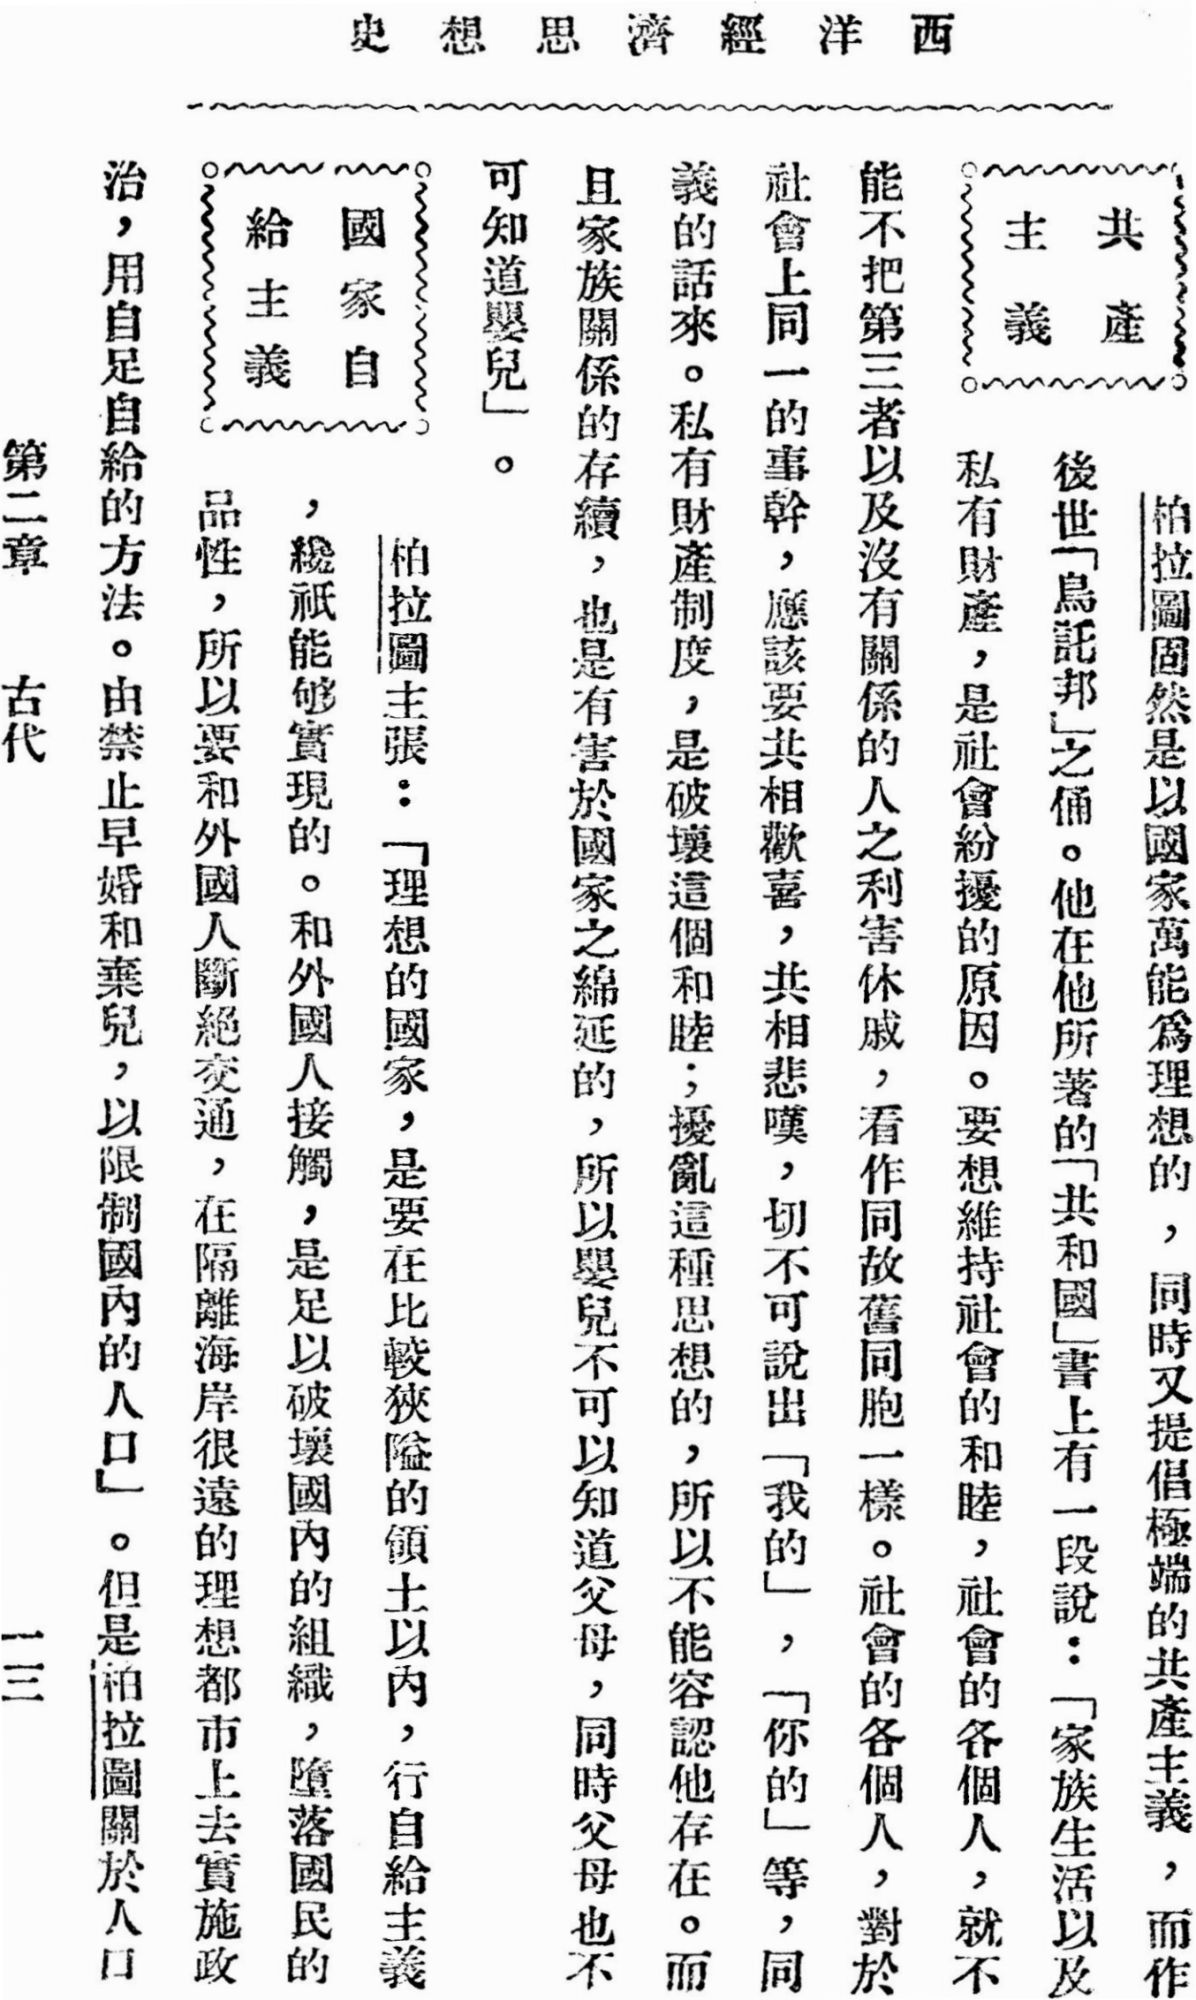 西洋經濟思想史
共產
主義
柏拉圖固然是以國家萬能爲理想的，同時又提倡極端的共產主義，而作
後世「烏託邦」之俑。他在他所著的「共和國」書上有一段說：「家族生活以及
私有財產，是社會紛擾的原因。要想維持社會的和睦，社會的各個人，就不
能不把第三者以及沒有關係的人之利害休戚，看作同故舊同胞一樣。社會的各個人，對於
社會上同一的事幹，應該要共相歡喜，共相悲嘆，切不可說出「我的」，「你的」等，同
義的話來。私有財產制度，是破壞這個和睦；擾亂這種思想的，所以不能容認他存在。而
且家族關係的存續，也是有害於國家之綿延的，所以嬰兒不可以知道父母，同時父母也不
可知道嬰兒」。
國家自
給主義
柏拉圖主張：「理想的國家，是要在比較狹隘的領土以內，行自給主義
，纔祇能够實現的。和外國人接觸，是足以破壞國內的組織，墮落國民的
品性，所以要和外國人斷絕交通，在隔離海岸很遠的理想都市上去實施政
治，用自足自給的方法。由禁止早婚和棄兒，以限制國內的人口」。但是柏拉圖關於人口
第二章 古代 一三